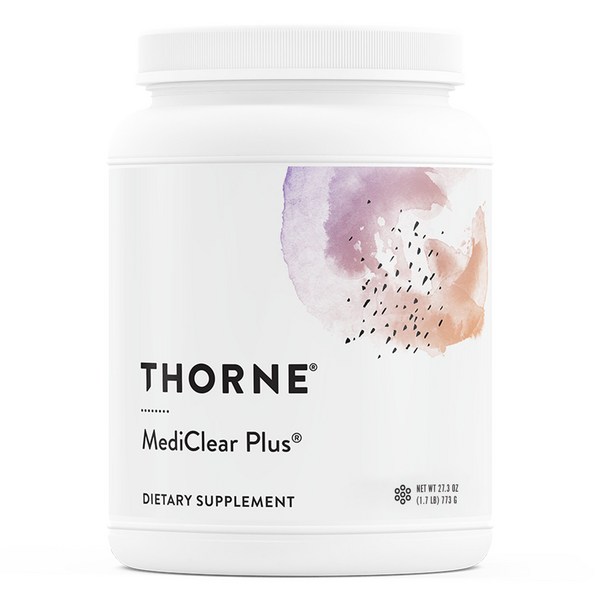 THORNE®
MediClear Plus®
DIETARY SUPPLEMENT
NET WT 27.3 OZ
(1.7 LB) 773 G